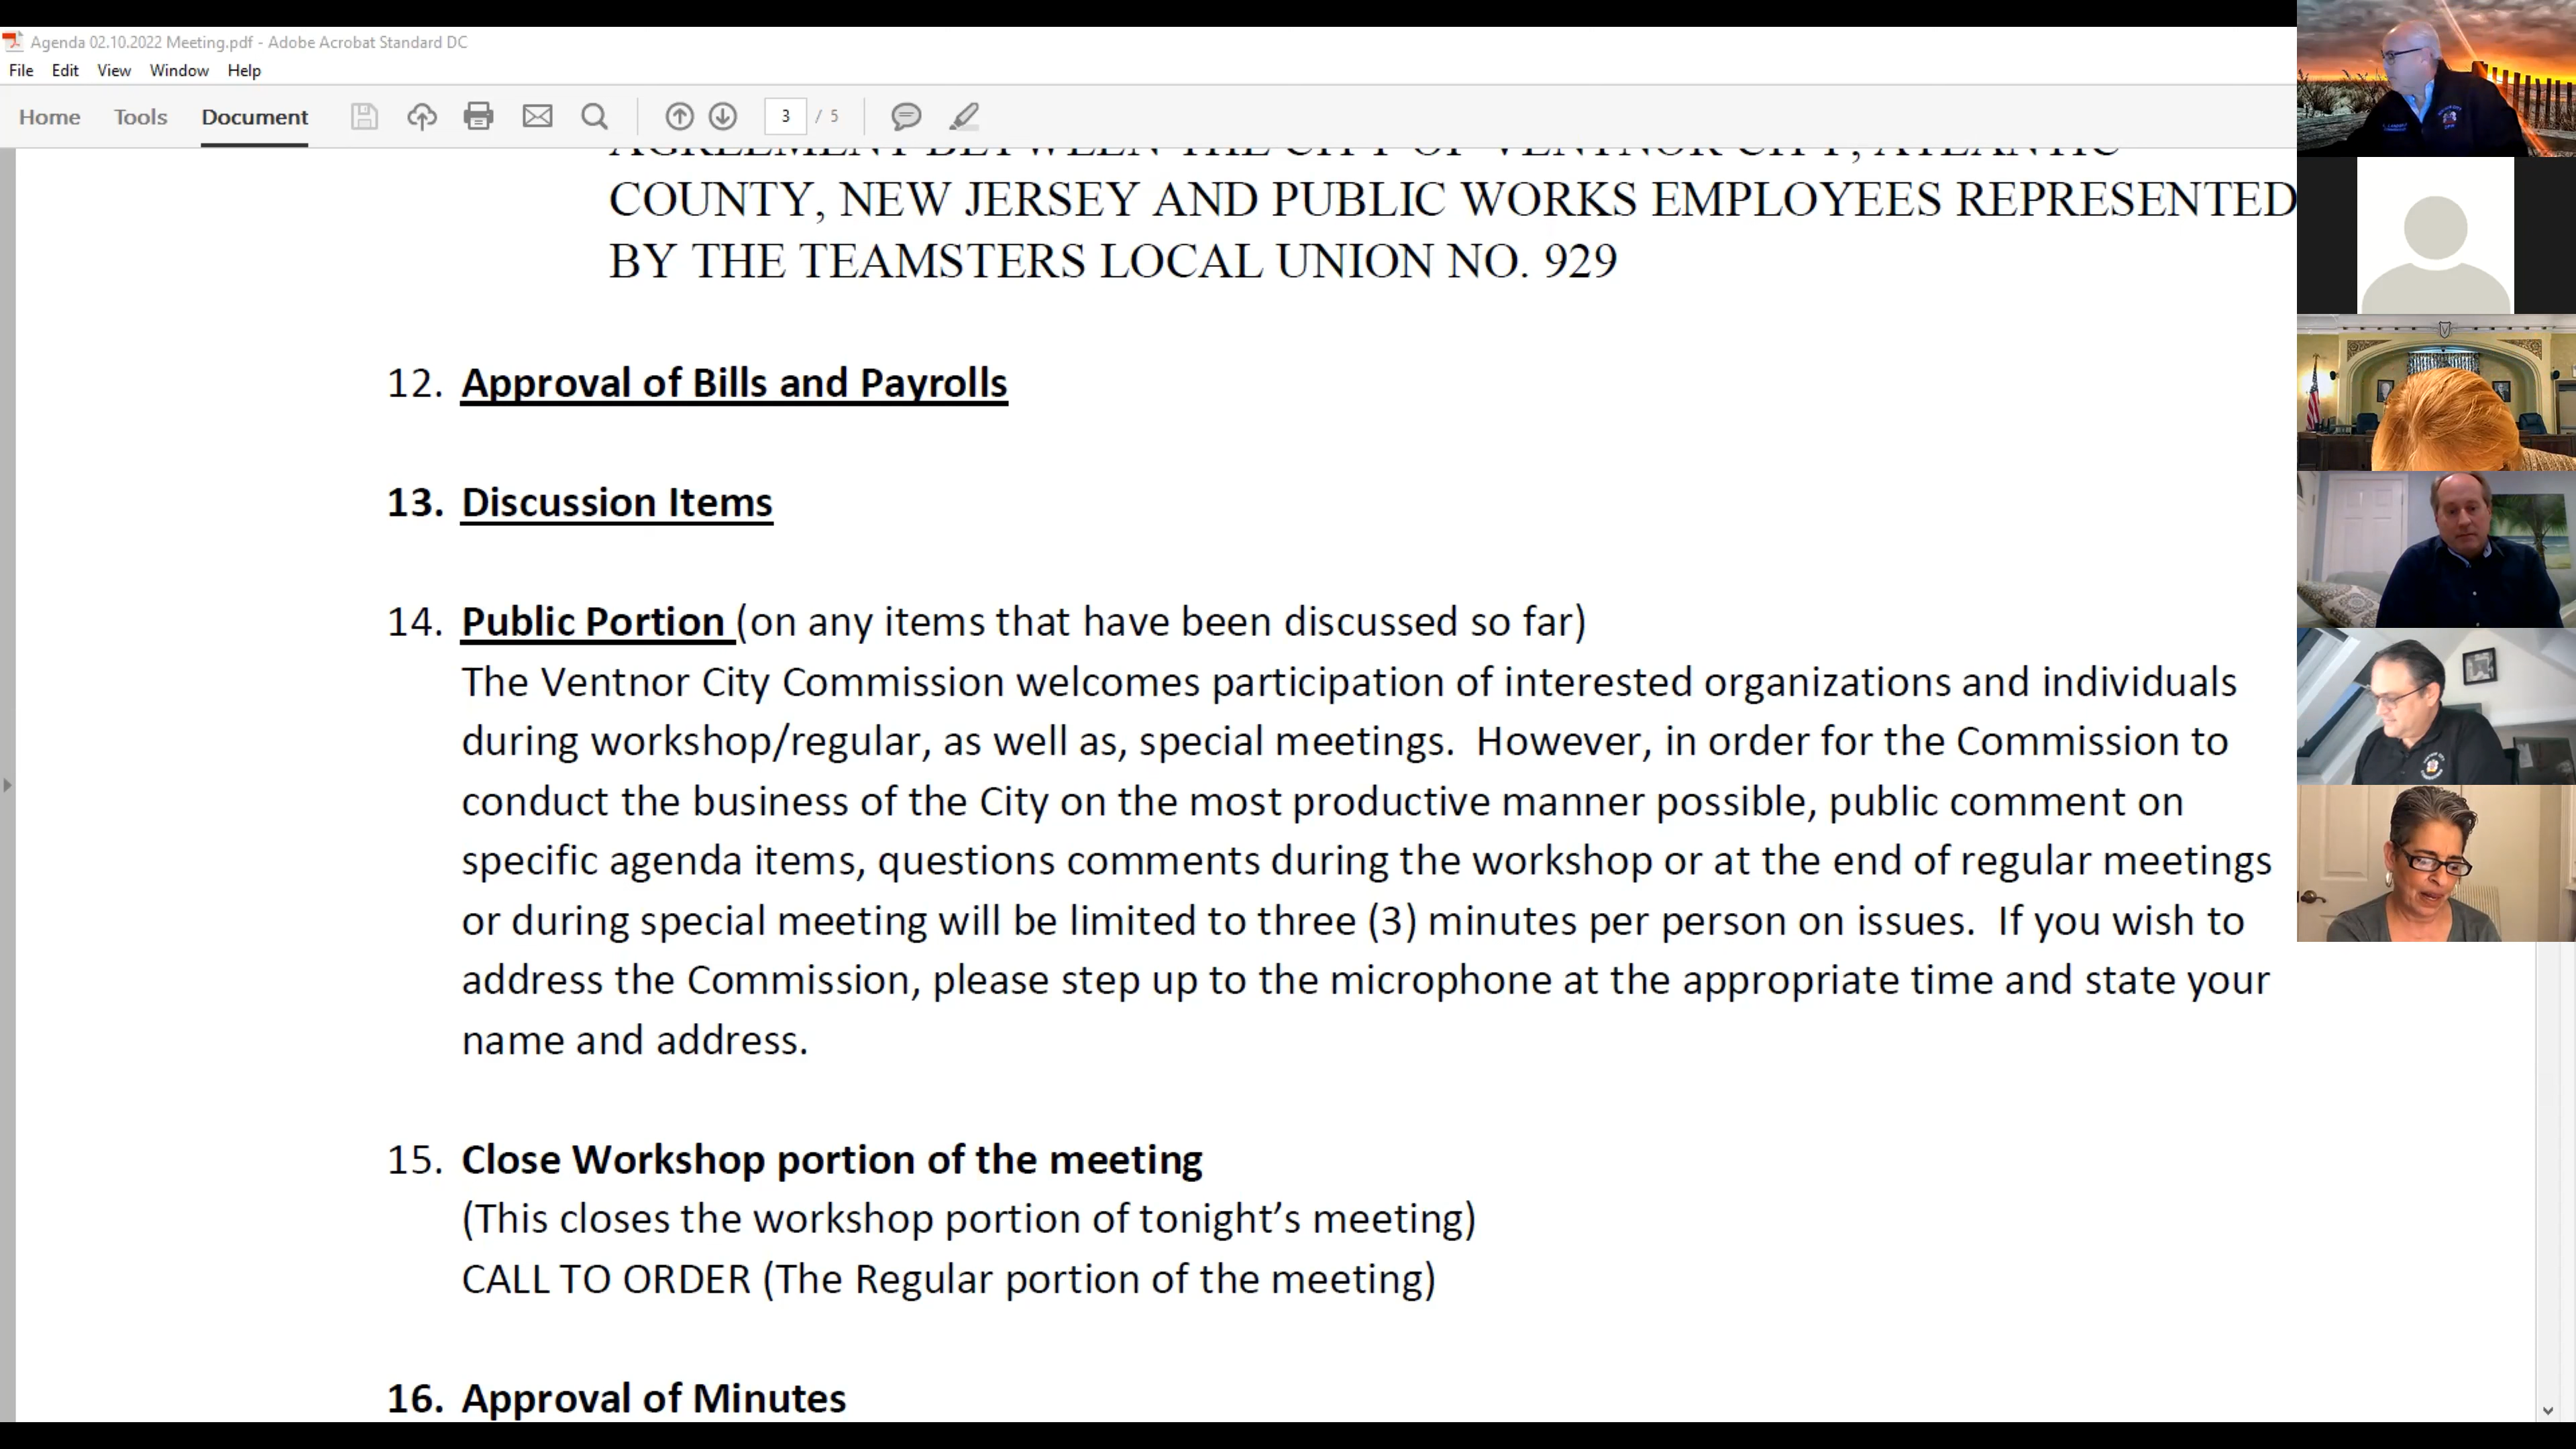 Agenda 02.10.2022 Meeting.pdf - Adobe Acrobat Standard DC
File Edit View Window Help
Home Tools Document 3 / 5
AGREEMENT BETWEEN THE CITY OF VENTNOR CITY, ATLANTIC
COUNTY, NEW JERSEY AND PUBLIC WORKS EMPLOYEES REPRESENTED
BY THE TEAMSTERS LOCAL UNION NO. 929
12. Approval of Bills and Payrolls
13. Discussion Items
14. Public Portion (on any items that have been discussed so far)
The Ventnor City Commission welcomes participation of interested organizations and individuals
during workshop/regular, as well as, special meetings.  However, in order for the Commission to
conduct the business of the City on the most productive manner possible, public comment on
specific agenda items, questions comments during the workshop or at the end of regular meetings
or during special meeting will be limited to three (3) minutes per person on issues.  If you wish to
address the Commission, please step up to the microphone at the appropriate time and state your
name and address.
15. Close Workshop portion of the meeting
(This closes the workshop portion of tonight’s meeting)
CALL TO ORDER (The Regular portion of the meeting)
16. Approval of Minutes